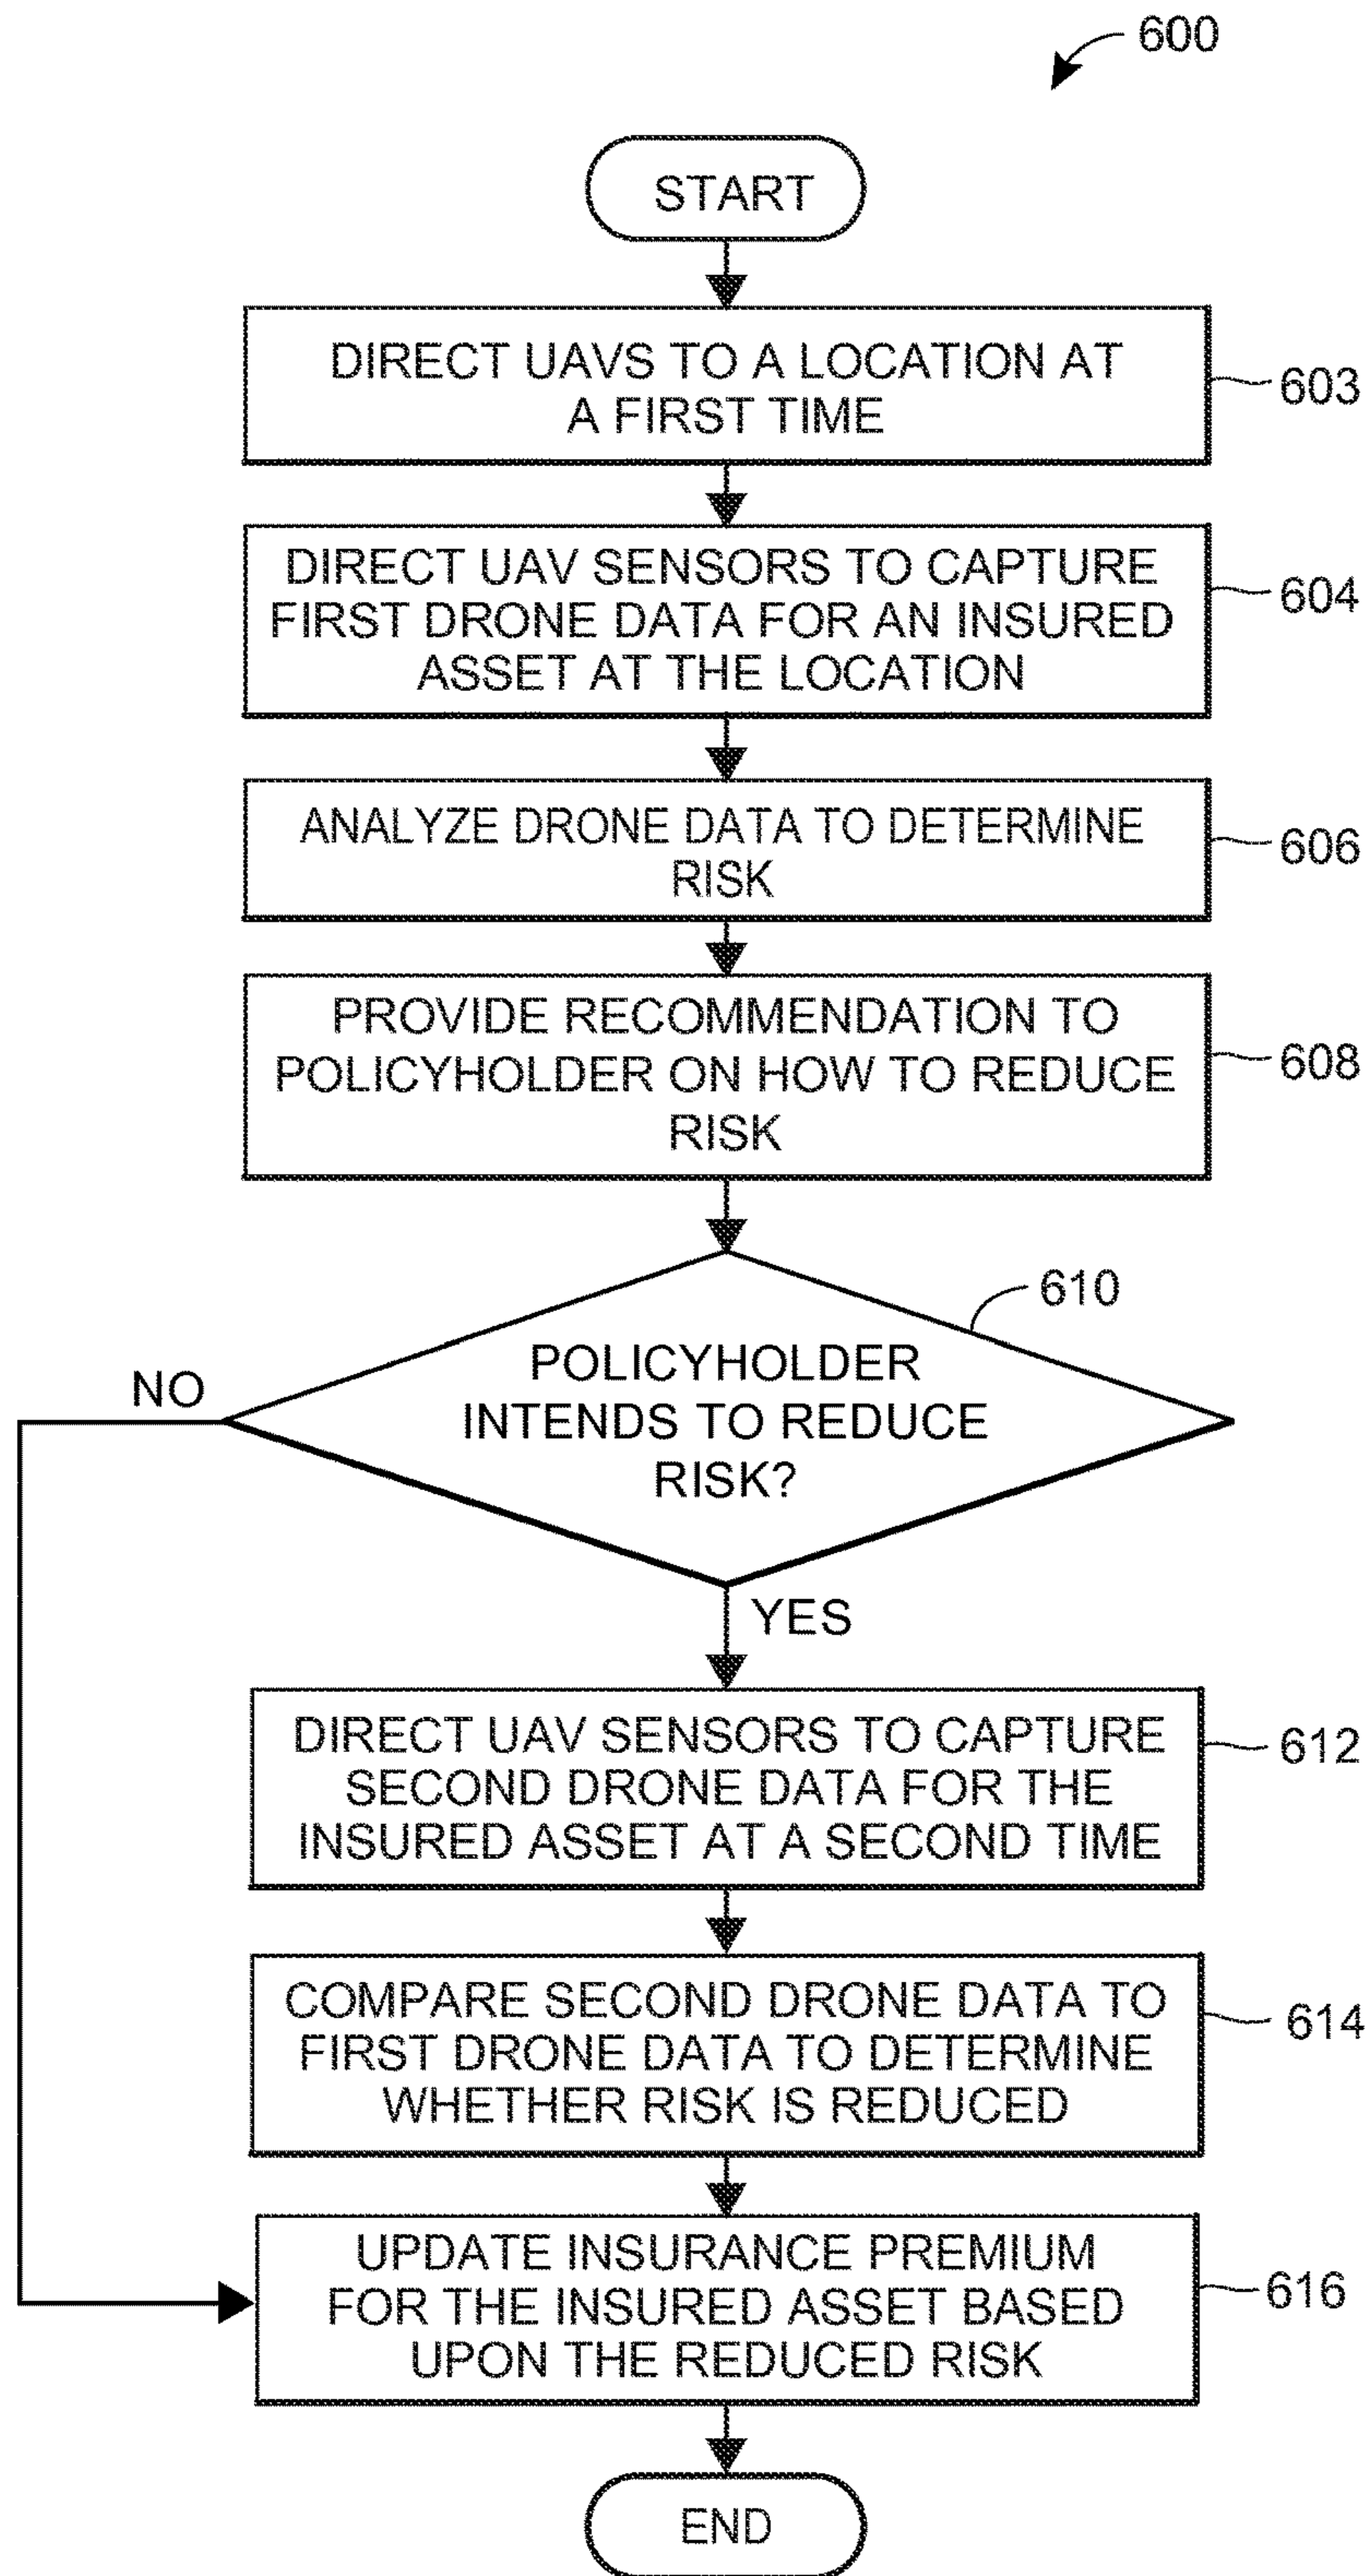 600
START
DIRECT UAVS TO A LOCATION AT
A FIRST TIME
603
DIRECT UAV SENSORS TO CAPTURE
FIRST DRONE DATA FOR AN INSURED
ASSET AT THE LOCATION
604
ANALYZE DRONE DATA TO DETERMINE
RISK
606
PROVIDE RECOMMENDATION TO
POLICYHOLDER ON HOW TO REDUCE
RISK
608
610
POLICYHOLDER
INTENDS TO REDUCE
RISK?
NO
YES
DIRECT UAV SENSORS TO CAPTURE
SECOND DRONE DATA FOR THE
INSURED ASSET AT A SECOND TIME
612
COMPARE SECOND DRONE DATA TO
FIRST DRONE DATA TO DETERMINE
WHETHER RISK IS REDUCED
614
UPDATE INSURANCE PREMIUM
FOR THE INSURED ASSET BASED
UPON THE REDUCED RISK
616
END